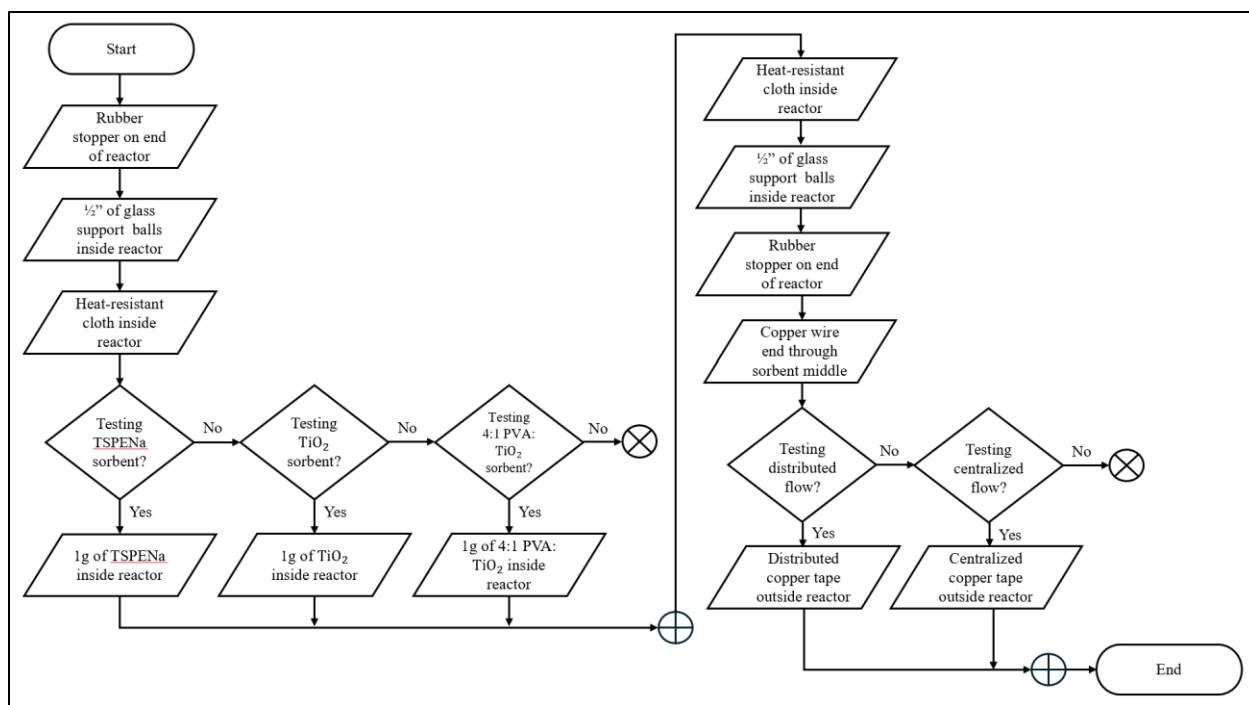 Start
Rubber
stopper on end
of reactor
½” of glass
support balls
inside reactor
Heat-resistant
cloth inside
reactor
Testing
TSPENa
sorbent?
No
Testing
TiO₂
sorbent?
No
Testing
4:1 PVA:
TiO₂
sorbent?
No
Yes
Yes
Yes
1g of TSPENa
inside reactor
1g of TiO₂
inside reactor
1g of 4:1 PVA:
TiO₂ inside
reactor
Heat-resistant
cloth inside
reactor
½” of glass
support balls
inside reactor
Rubber
stopper on end
of reactor
Copper wire
end through
sorbent middle
Testing
distributed
flow?
No
Testing
centralized
flow?
No
Yes
Yes
Distributed
copper tape
outside reactor
Centralized
copper tape
outside reactor
End